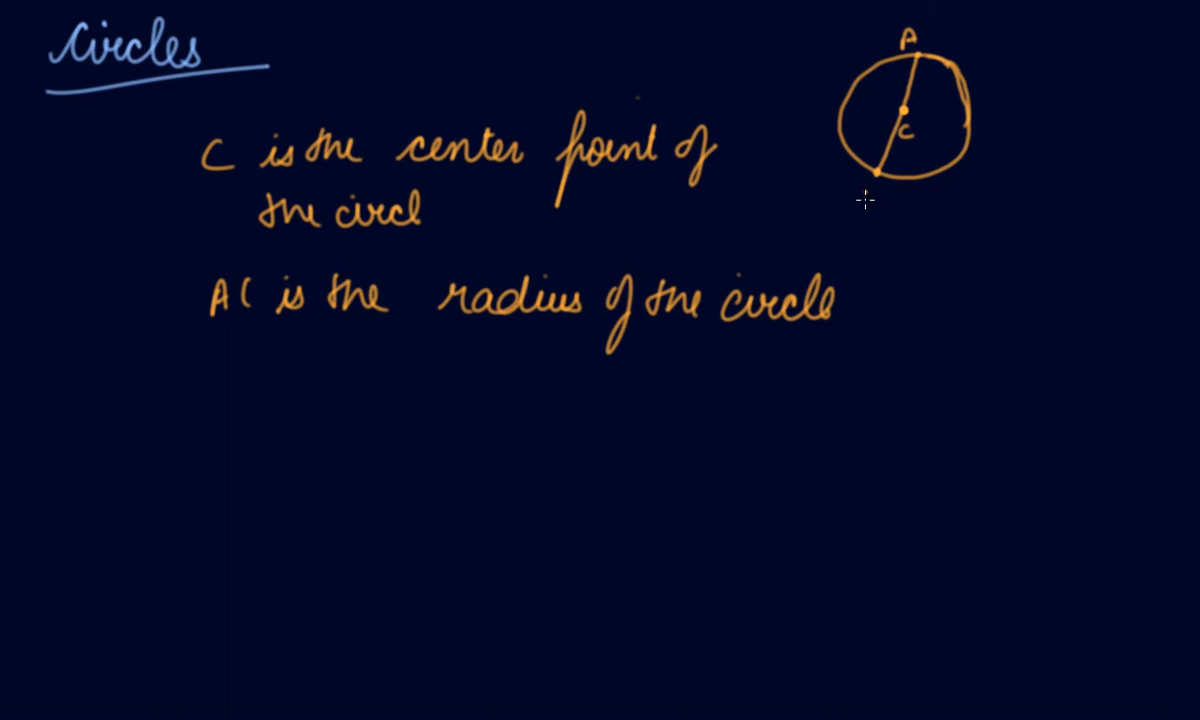 Circles
A
C
C is the center point of
the circl
AC is the radius of the circle